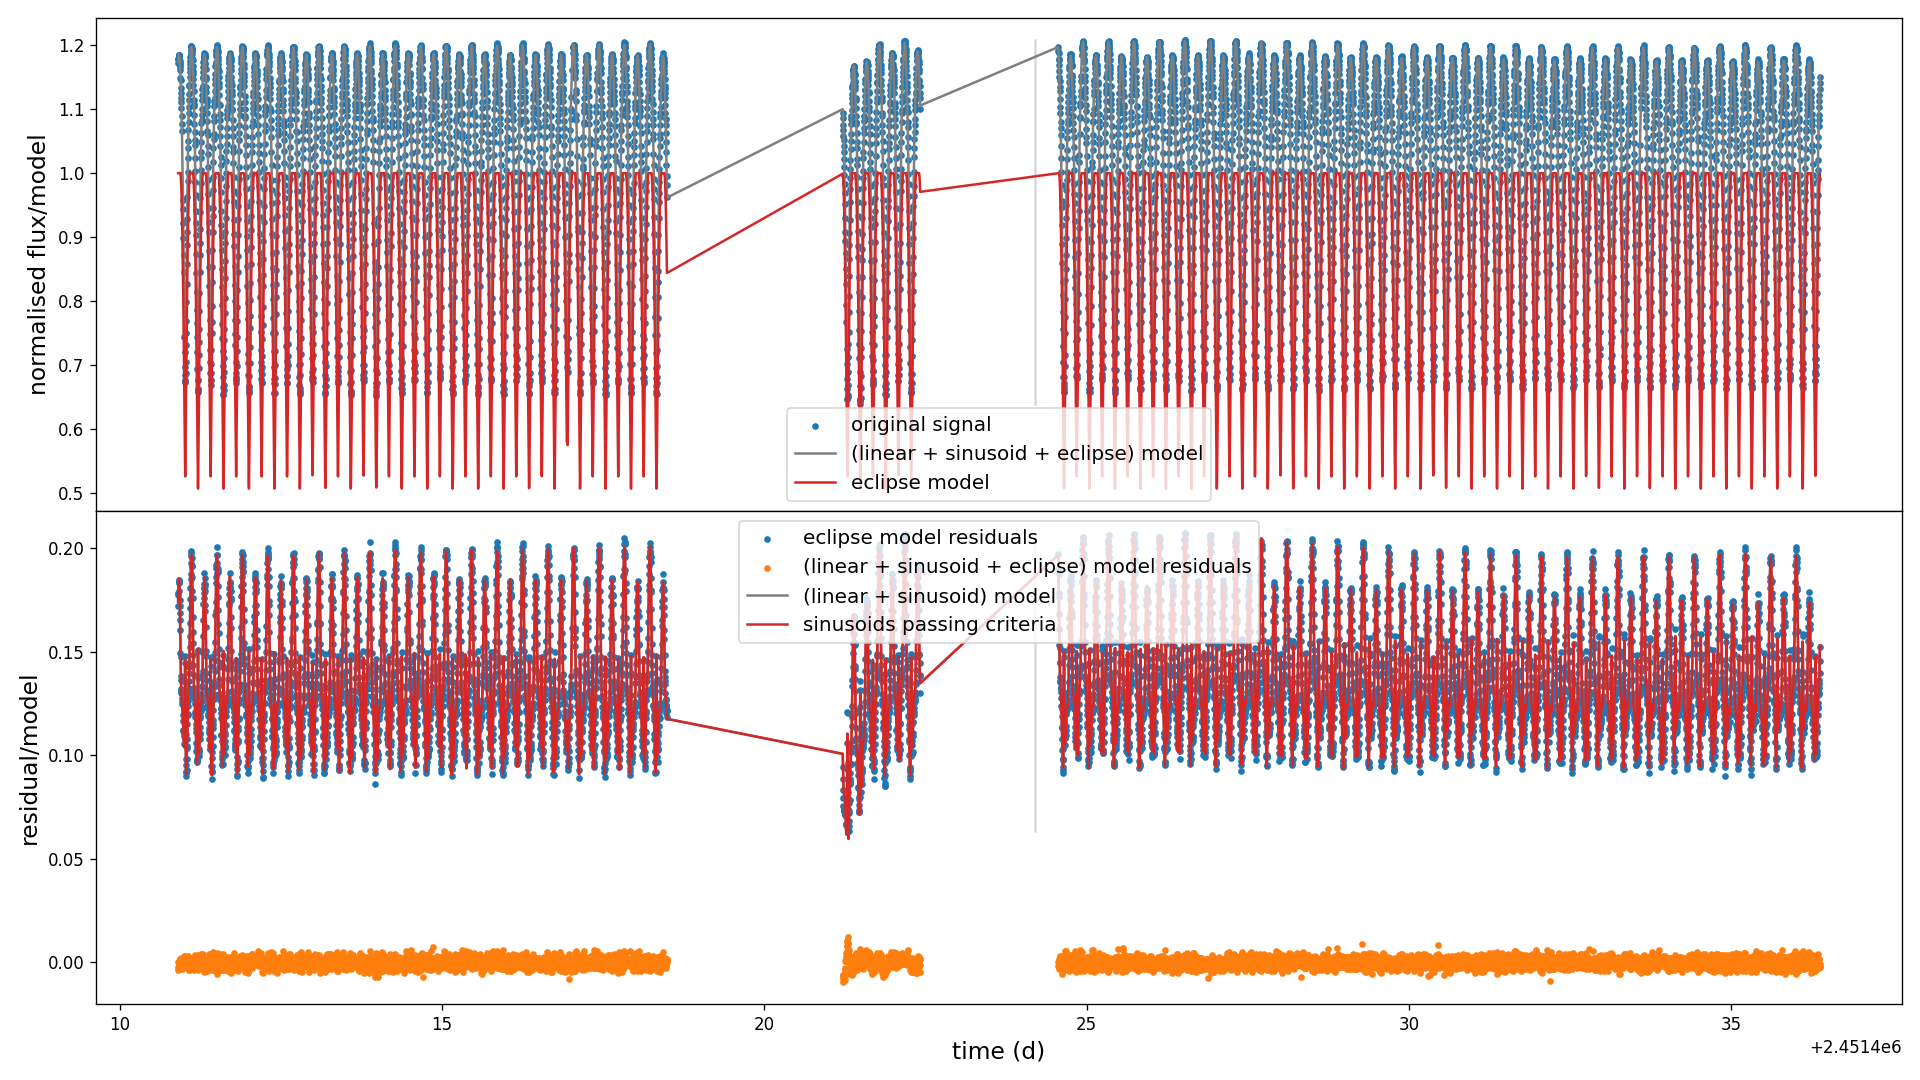 normalised flux/model
1.2
1.1
1.0
0.9
0.8
0.7
0.6
0.5
original signal
(linear + sinusoid + eclipse) model
eclipse model
residual/model
0.20
0.15
0.10
0.05
0.00
eclipse model residuals
(linear + sinusoid + eclipse) model residuals
(linear + sinusoid) model
sinusoids passing criteria
10
15
20
25
30
35
time (d)
+2.4514e6